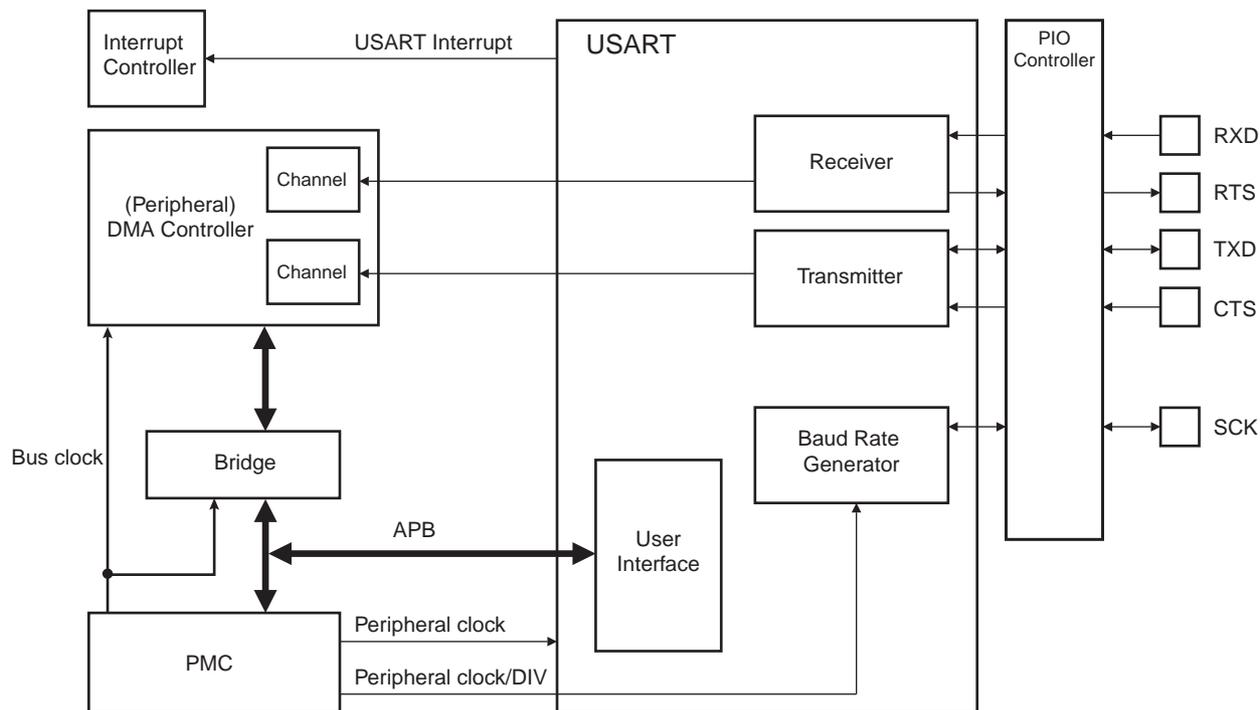 Interrupt
Controller
USART Interrupt
USART
PIO
Controller
(Peripheral)
DMA Controller
Channel
Channel
Receiver
Transmitter
RXD
RTS
TXD
CTS
SCK
Baud Rate
Generator
Bus clock
Bridge
APB
User
Interface
PMC
Peripheral clock
Peripheral clock/DIV